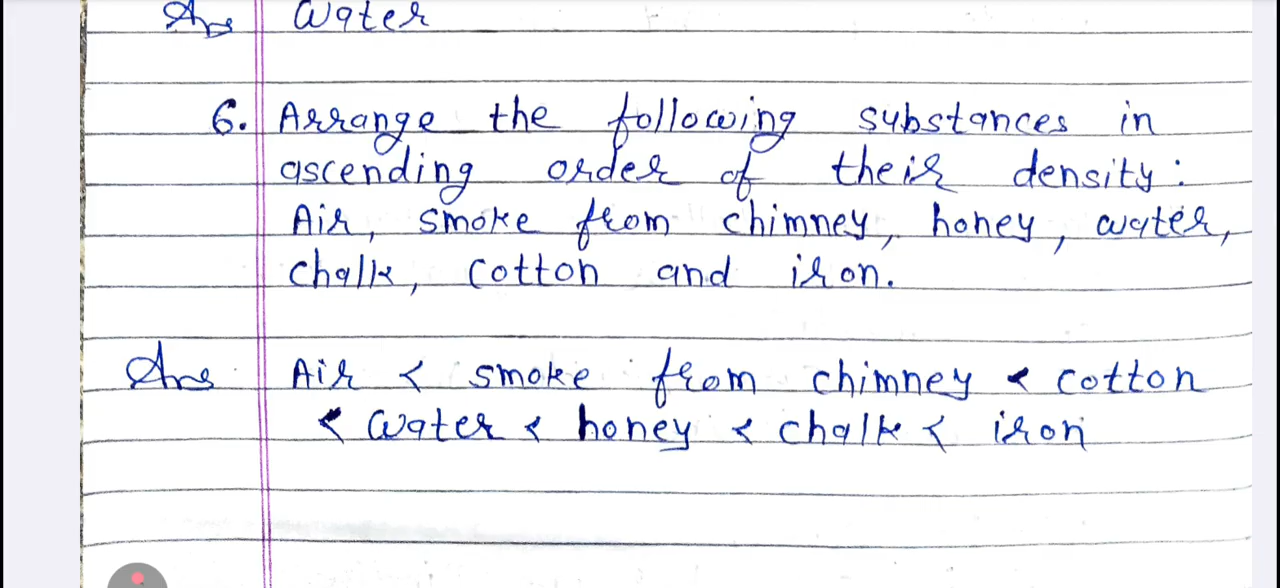 Ans Water
6. Arrange the following substances in
ascending order of their density:
Air, smoke from chimney, honey, water,
chalk, cotton and iron.
Ans Air < smoke from chimney < cotton
< water < honey < chalk < iron